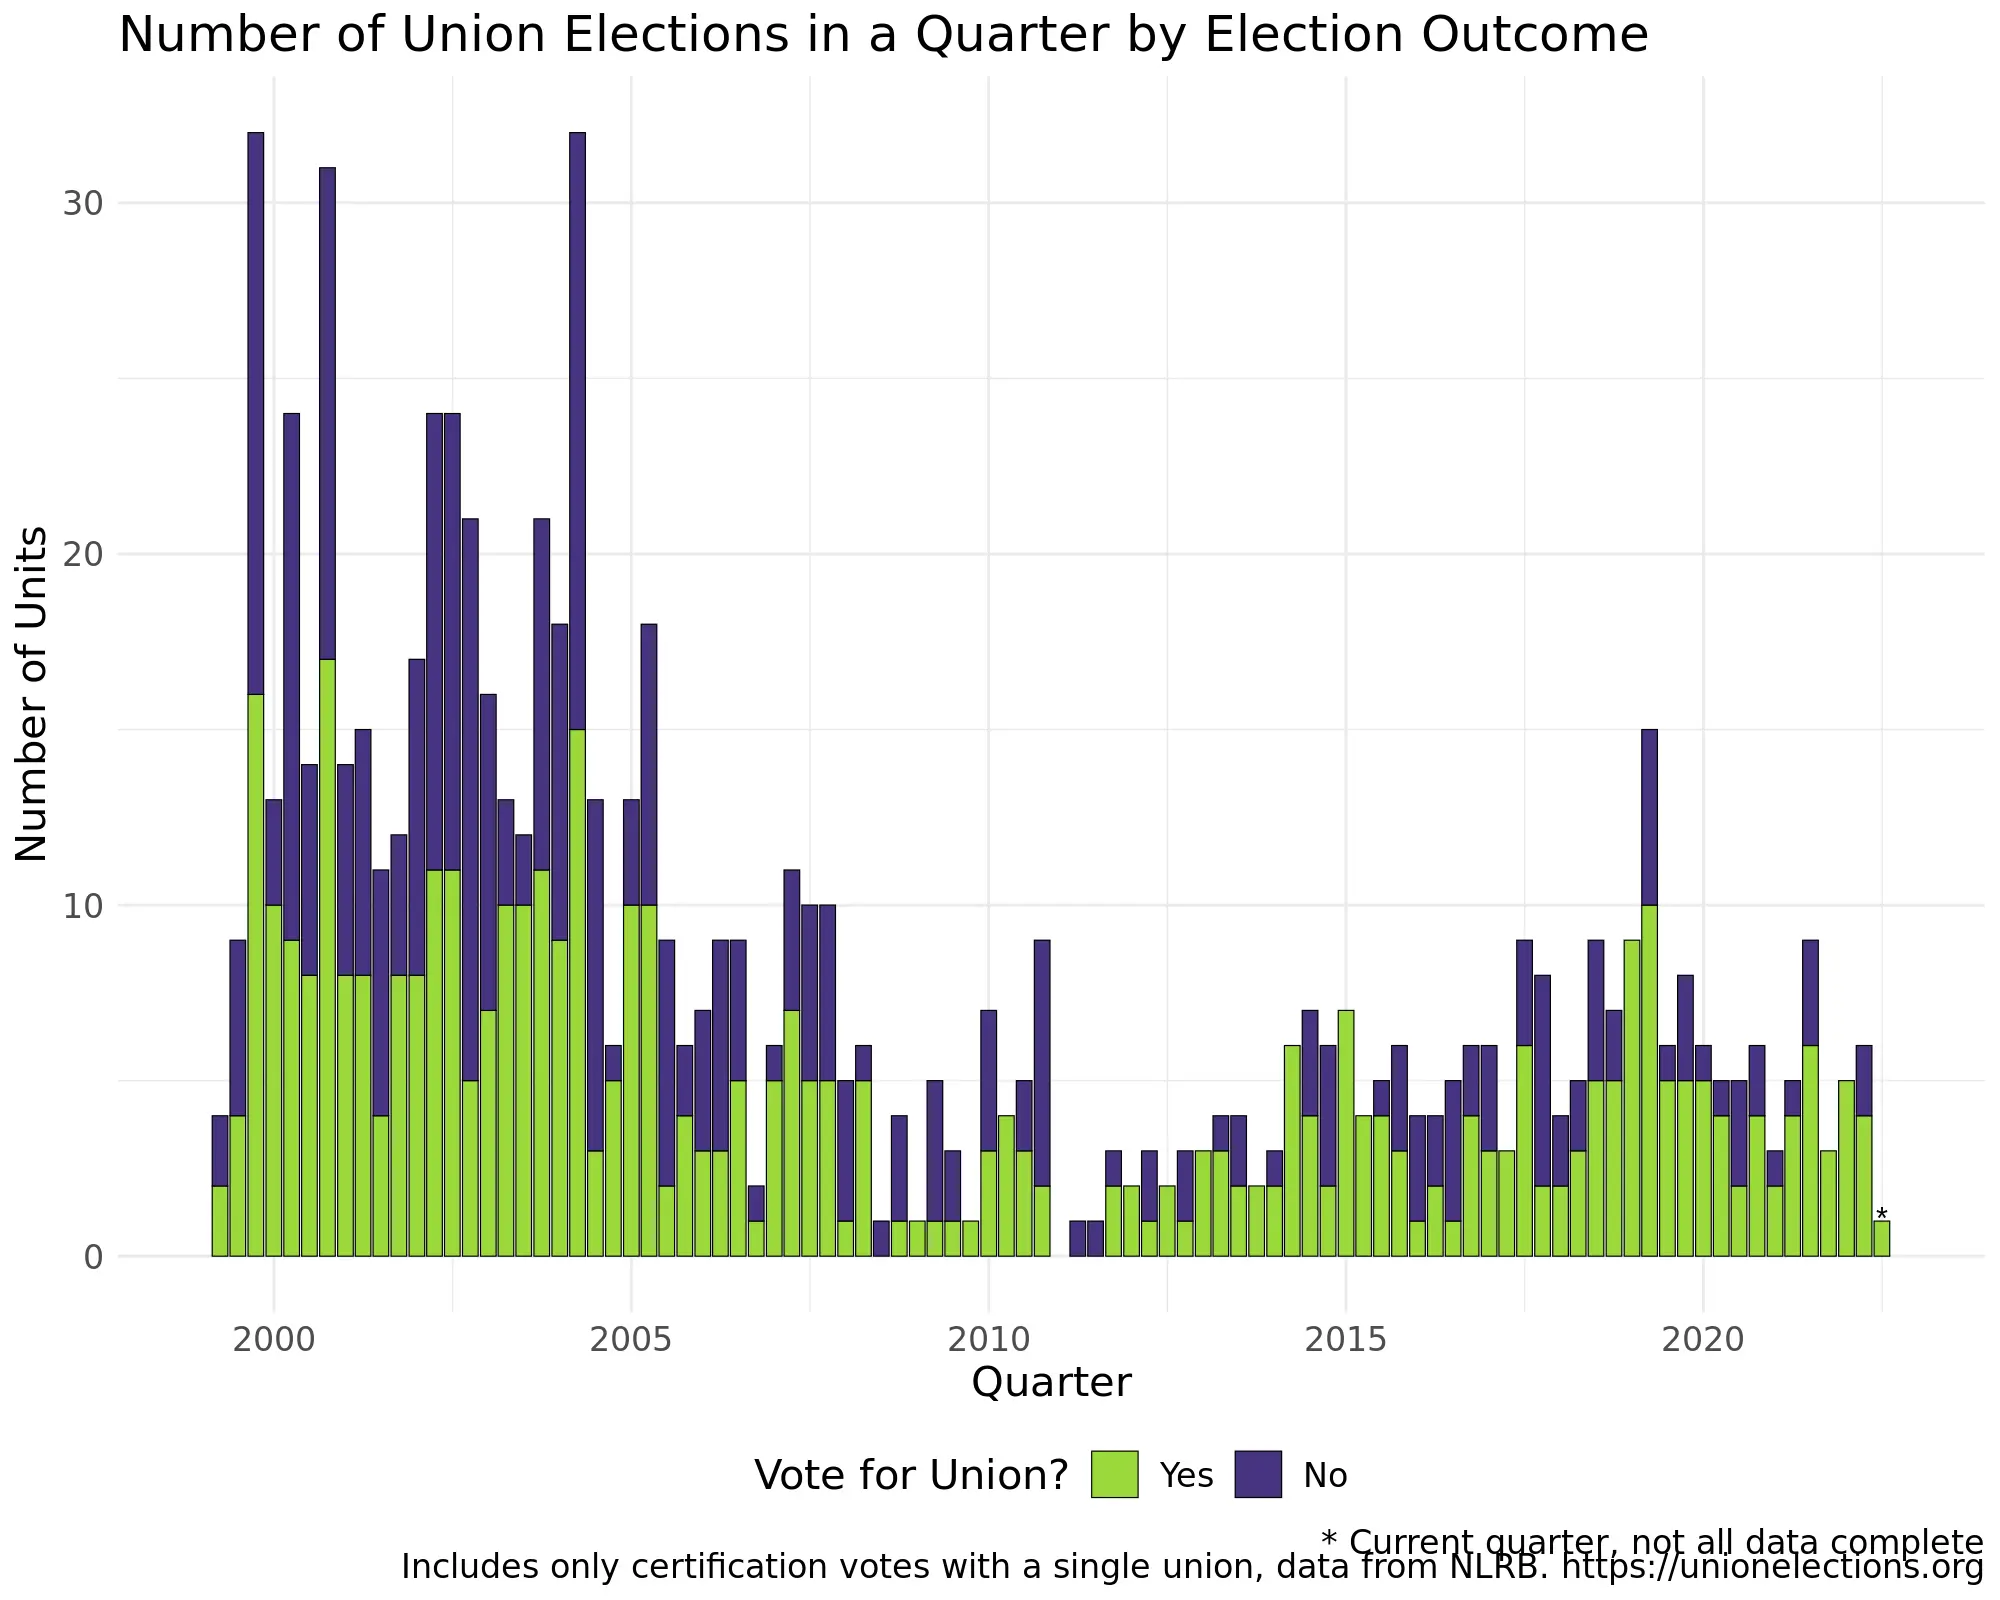 Number of Union Elections in a Quarter by Election Outcome
Number of Units
30
20
10
0
*
2000 2005 2010 2015 2020
Quarter
Vote for Union? Yes No
* Current quarter, not all data complete
Includes only certification votes with a single union, data from NLRB. https://unionelections.org